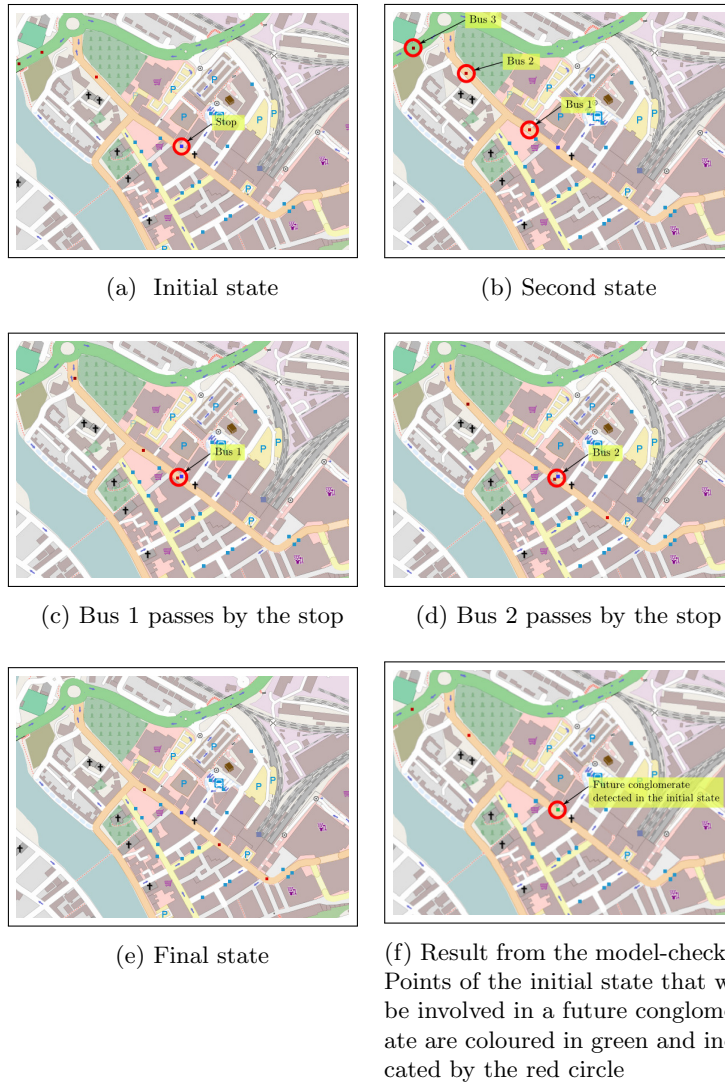 Stop
Bus 3
Bus 2
Bus 1
(a) Initial state
(b) Second state
Bus 1
Bus 2
(c) Bus 1 passes by the stop
(d) Bus 2 passes by the stop
Future conglomerate
detected in the initial state
(e) Final state
(f) Result from the model-check
Points of the initial state that w
be involved in a future conglome
ate are coloured in green and in
cated by the red circle